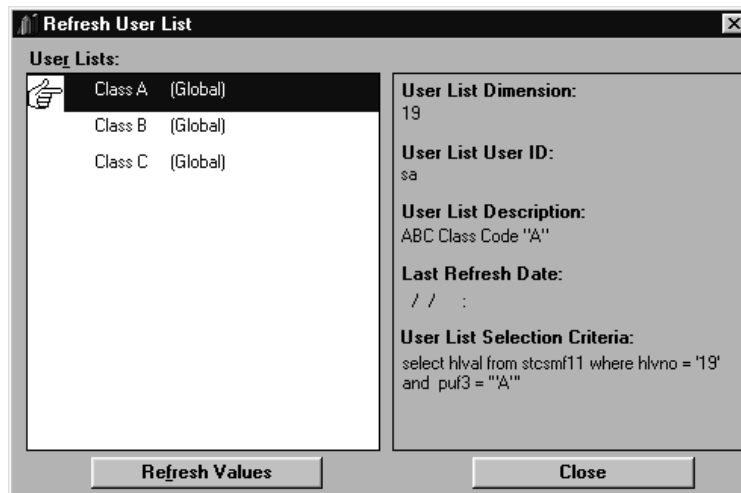 Refresh User List
User Lists:
Class A (Global)
Class B (Global)
Class C (Global)
User List Dimension:
19
User List User ID:
sa
User List Description:
ABC Class Code "A"
Last Refresh Date:
/ / :
User List Selection Criteria:
select hlval from stcsmf11 where hlvno = '19'
and puf3 = "'A'"
Refresh Values
Close